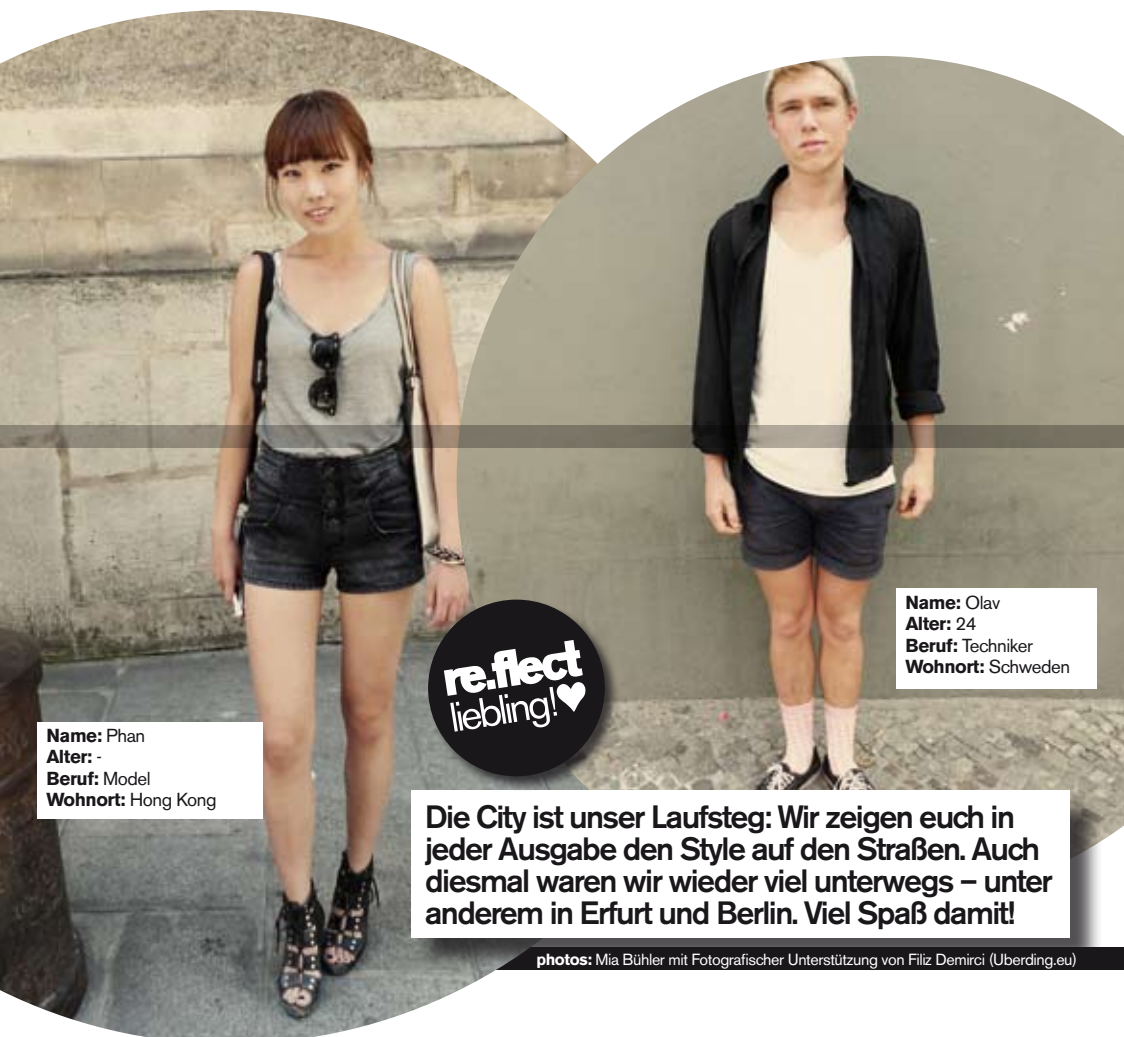 Name: Olav
Alter: 24
Beruf: Techniker
Wohnort: Schweden
re.flect
liebling!♥
Name: Phan
Alter: -
Beruf: Model
Wohnort: Hong Kong
Die City ist unser Laufsteg: Wir zeigen euch in
jeder Ausgabe den Style auf den Straßen. Auch
diesmal waren wir wieder viel unterwegs – unter
anderem in Erfurt und Berlin. Viel Spaß damit!
photos: Mia Bühler mit Fotografischer Unterstützung von Filiz Demirci (Uberding.eu)